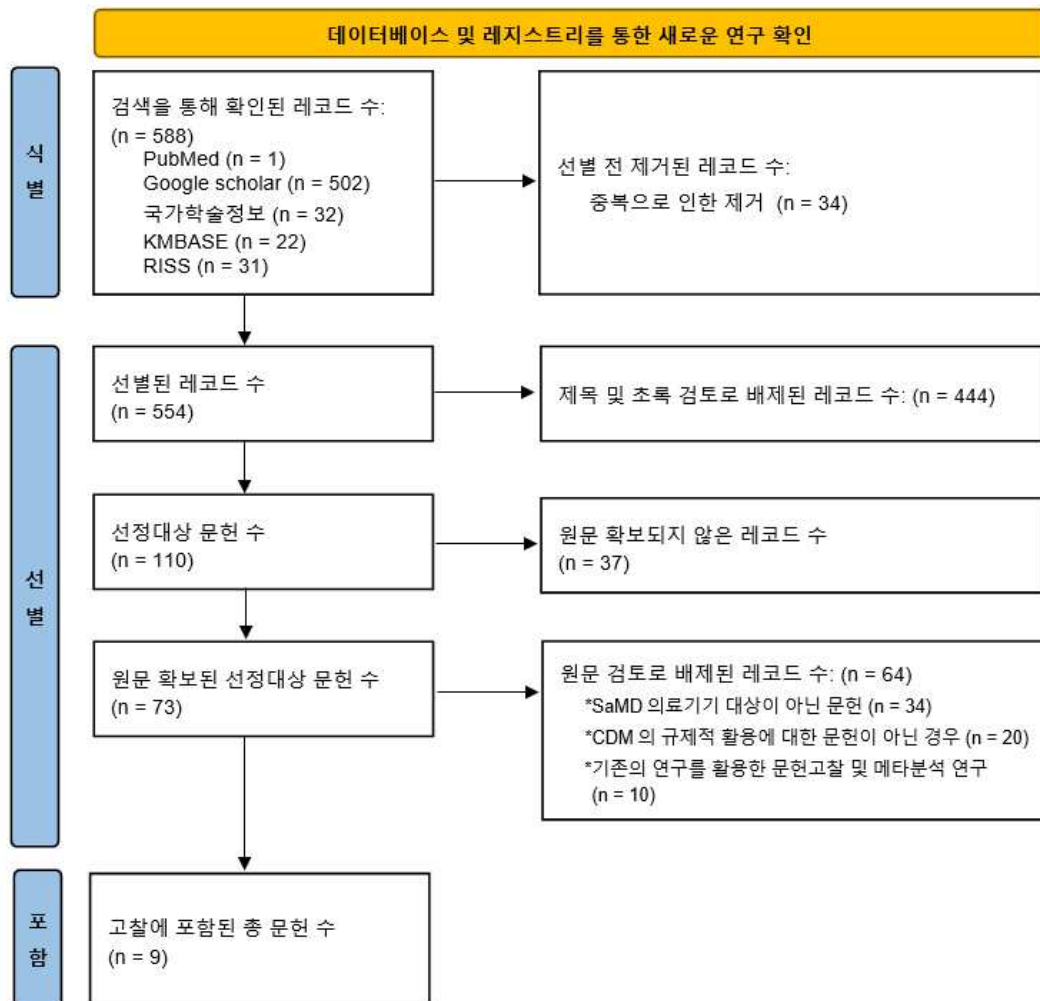 데이터베이스 및 레지스트리를 통한 새로운 연구 확인
식
별
검색을 통해 확인된 레코드 수:
(n = 588)
PubMed (n = 1)
Google scholar (n = 502)
국가학술정보 (n = 32)
KMBASE (n = 22)
RISS (n = 31)
선별 전 제거된 레코드 수:
중복으로 인한 제거 (n = 34)
선
별
선별된 레코드 수
(n = 554)
제목 및 초록 검토로 배제된 레코드 수: (n = 444)
선정대상 문헌 수
(n = 110)
원문 확보되지 않은 레코드 수
(n = 37)
원문 확보된 선정대상 문헌 수
(n = 73)
원문 검토로 배제된 레코드 수: (n = 64)
*SaMD 의료기기 대상이 아닌 문헌 (n = 34)
*CDM 의 규제적 활용에 대한 문헌이 아닌 경우 (n = 20)
*기존의 연구를 활용한 문헌고찰 및 메타분석 연구
(n = 10)
포
함
고찰에 포함된 총 문헌 수
(n = 9)